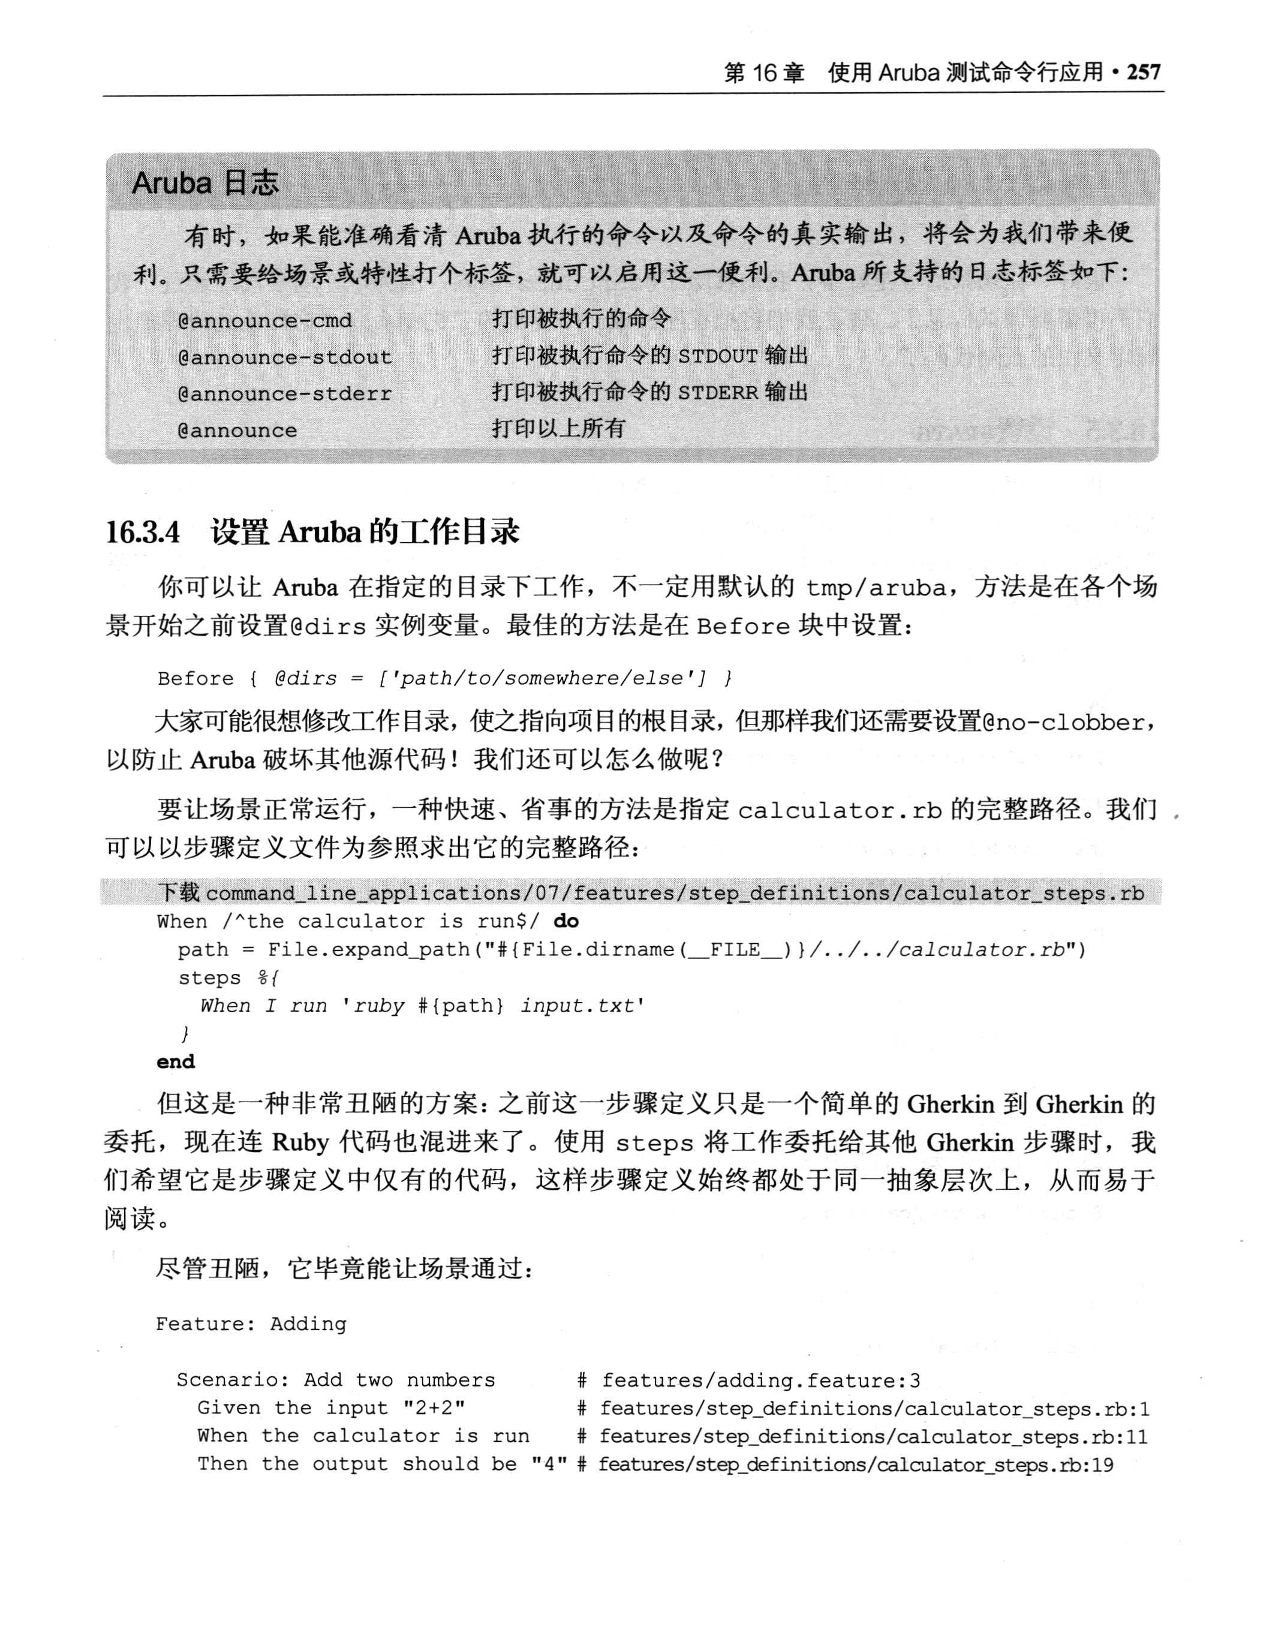 第 16 章　使用 Aruba 测试命令行应用・257
Aruba 日志
有时，如果能准确看清 Aruba 执行的命令以及命令的真实输出，将会为我们带来便
利。只需要给场景或特性打个标签，就可以启用这一便利。Aruba 所支持的日志标签如下：
@announce-cmd 打印被执行的命令
@announce-stdout 打印被执行命令的 STDOUT 输出
@announce-stderr 打印被执行命令的 STDERR 输出
@announce 打印以上所有
16.3.4　设置 Aruba 的工作目录
你可以让 Aruba 在指定的目录下工作，不一定用默认的 tmp/aruba，方法是在各个场
景开始之前设置@dirs 实例变量。最佳的方法是在 Before 块中设置：
Before { @dirs = ['path/to/somewhere/else'] }
大家可能很想修改工作目录，使之指向项目的根目录，但那样我们还需要设置@no-clobber，
以防止 Aruba 破坏其他源代码！我们还可以怎么做呢？
要让场景正常运行，一种快速、省事的方法是指定 calculator.rb 的完整路径。我们
可以以步骤定义文件为参照求出它的完整路径：
下载 command_line_applications/07/features/step_definitions/calculator_steps.rb
When /^the calculator is run$/ do
  path = File.expand_path("#{File.dirname(__FILE__)}/../../calculator.rb")
  steps %{
    When I run 'ruby #{path} input.txt'
  }
end
但这是一种非常丑陋的方案：之前这一步骤定义只是一个简单的 Gherkin 到 Gherkin 的
委托，现在连 Ruby 代码也混进来了。使用 steps 将工作委托给其他 Gherkin 步骤时，我
们希望它是步骤定义中仅有的代码，这样步骤定义始终都处于同一抽象层次上，从而易于
阅读。
尽管丑陋，它毕竟能让场景通过：
Feature: Adding
  Scenario: Add two numbers # features/adding.feature:3
    Given the input "2+2" # features/step_definitions/calculator_steps.rb:1
    When the calculator is run # features/step_definitions/calculator_steps.rb:11
    Then the output should be "4" # features/step_definitions/calculator_steps.rb:19